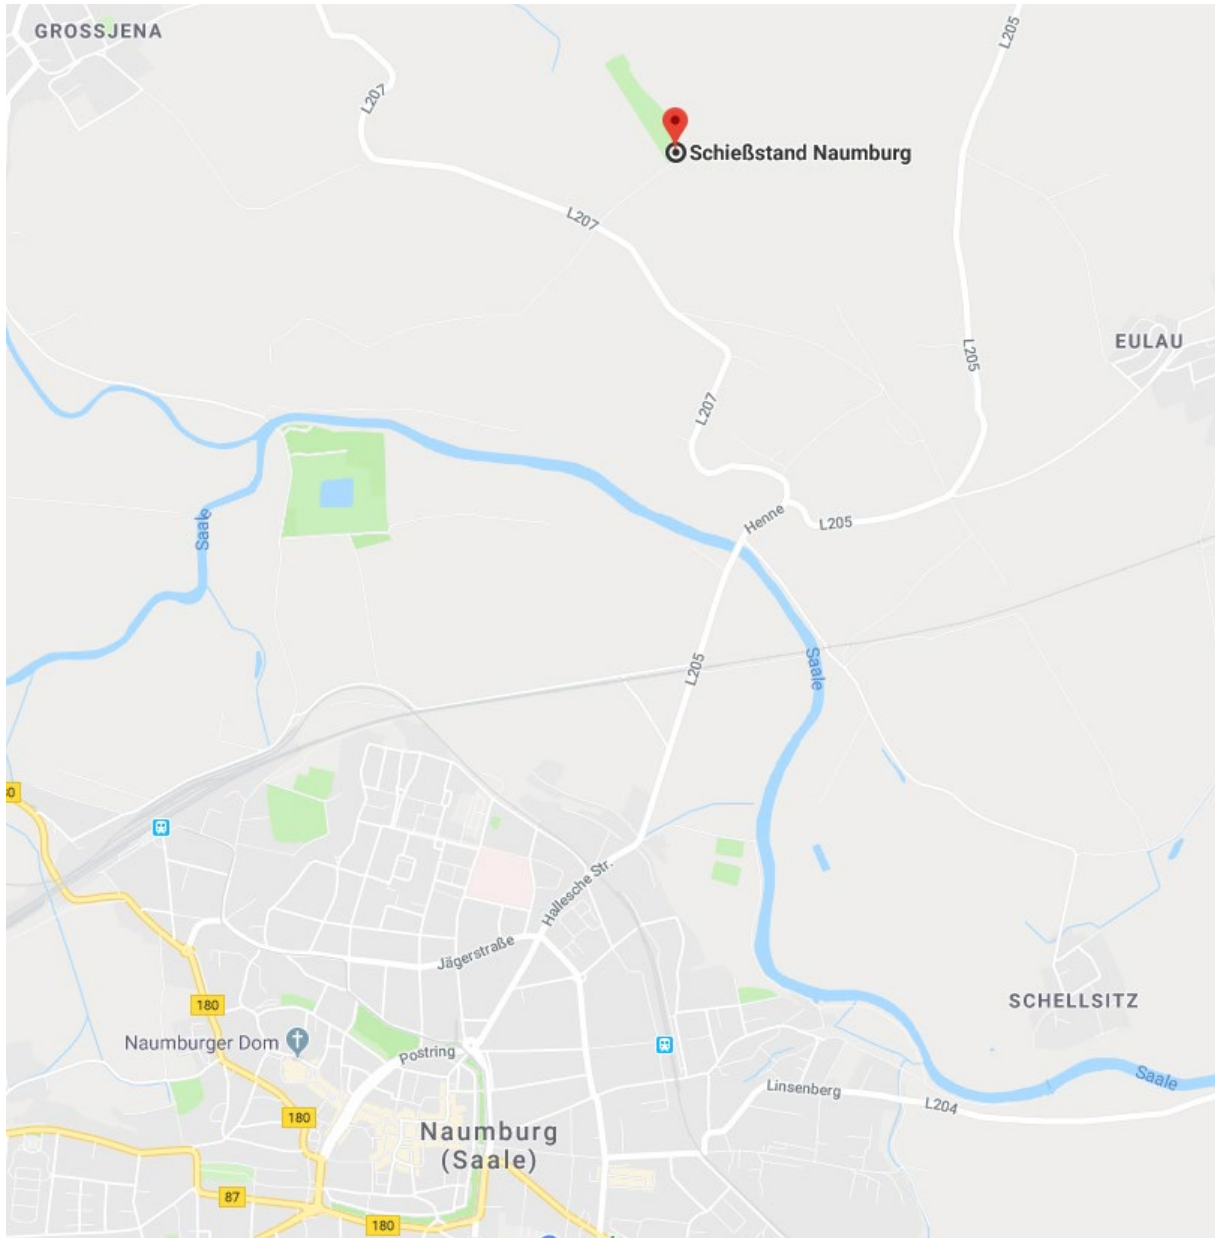 GROSSJENA
L205
L207
Schießstand Naumburg
L207
EULAU
L205
L207
Henne
L205
Saale
Saale
L205
80
Hallesche Str.
Jägerstraße
180
SCHELLSITZ
Naumburger Dom
Postring
Saale
Linsenberg
L204
180
Naumburg
(Saale)
87
180